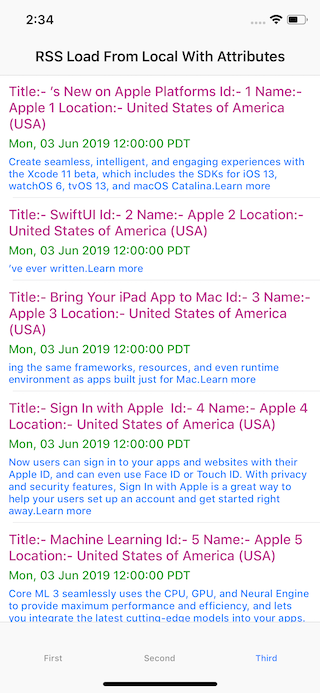 2:34
RSS Load From Local With Attributes
Title:- ‘s New on Apple Platforms Id:- 1 Name:-
Apple 1 Location:- United States of America
(USA)
Mon, 03 Jun 2019 12:00:00 PDT
Create seamless, intelligent, and engaging experiences with
the Xcode 11 beta, which includes the SDKs for iOS 13,
watchOS 6, tvOS 13, and macOS Catalina.Learn more
Title:- SwiftUI Id:- 2 Name:- Apple 2 Location:-
United States of America (USA)
Mon, 03 Jun 2019 12:00:00 PDT
‘ve ever written.Learn more
Title:- Bring Your iPad App to Mac Id:- 3 Name:-
Apple 3 Location:- United States of America
(USA)
Mon, 03 Jun 2019 12:00:00 PDT
ing the same frameworks, resources, and even runtime
environment as apps built just for Mac.Learn more
Title:- Sign In with Apple  Id:- 4 Name:- Apple 4
Location:- United States of America (USA)
Mon, 03 Jun 2019 12:00:00 PDT
Now users can sign in to your apps and websites with their
Apple ID, and can even use Face ID or Touch ID. With privacy
and security features, Sign In with Apple is a great way to
help your users set up an account and get started right
away.Learn more
Title:- Machine Learning Id:- 5 Name:- Apple 5
Location:- United States of America (USA)
Mon, 03 Jun 2019 12:00:00 PDT
Core ML 3 seamlessly uses the CPU, GPU, and Neural Engine
to provide maximum performance and efficiency, and lets
you integrate the latest cutting-edge models into your apps.
First
Second
Third